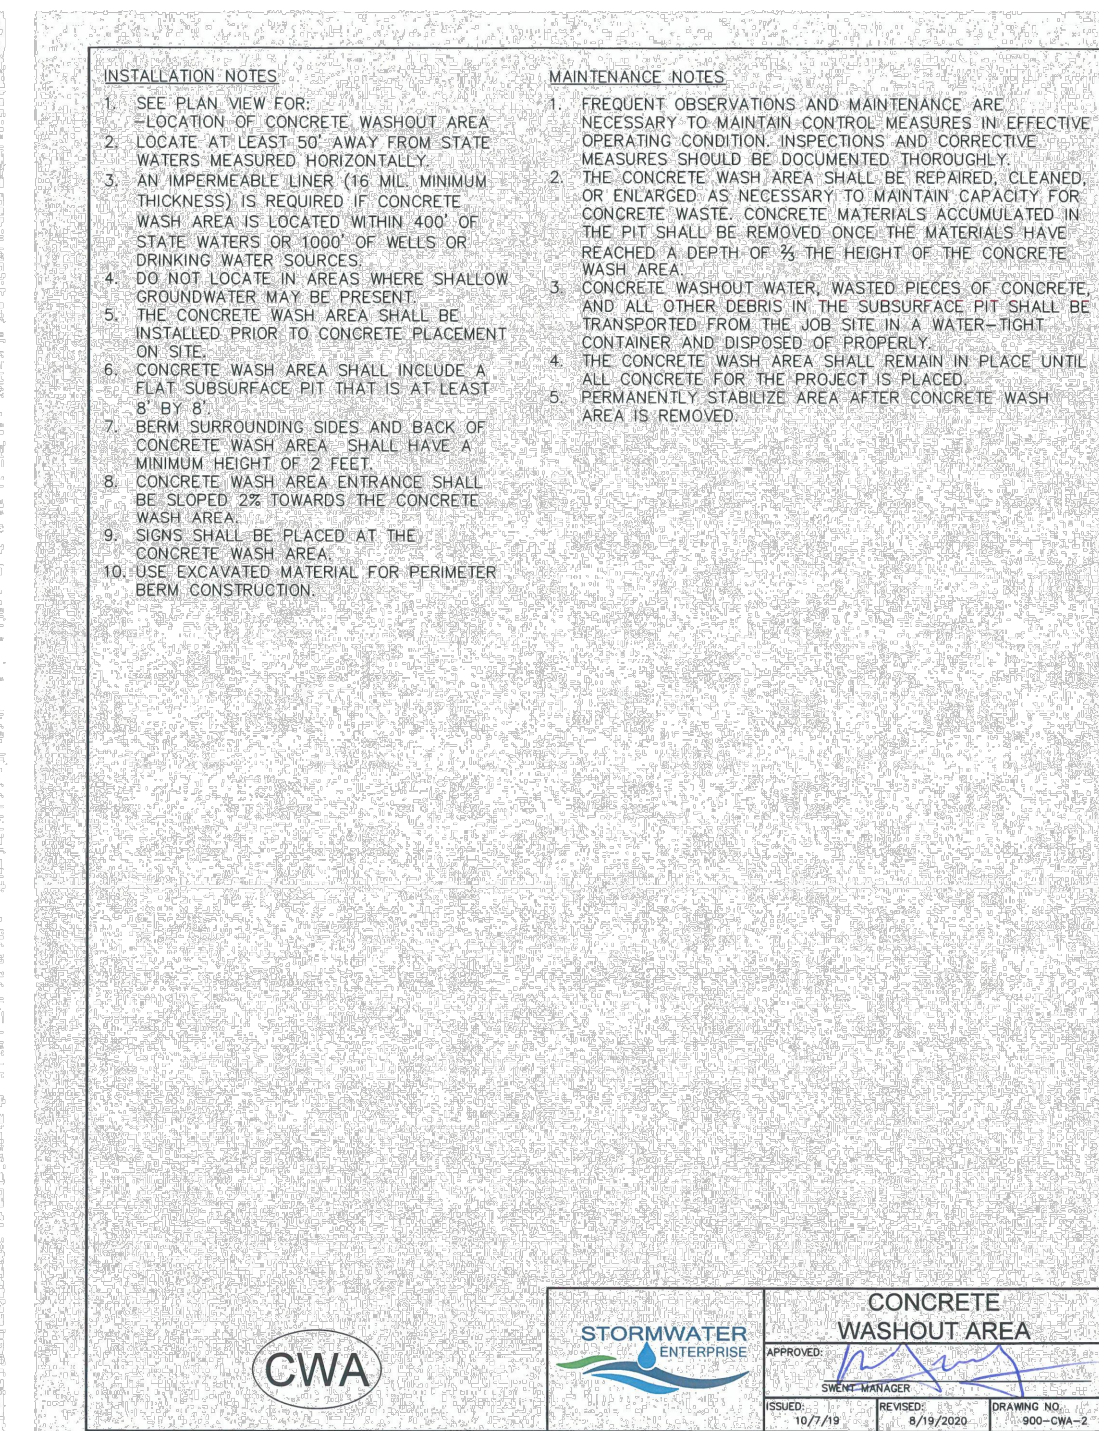 INSTALLATION NOTES
1. SEE PLAN VIEW FOR:
-LOCATION OF CONCRETE WASHOUT AREA
2. LOCATE AT LEAST 50' AWAY FROM STATE
WATERS MEASURED HORIZONTALLY.
3. AN IMPERMEABLE LINER (16 MIL. MINIMUM
THICKNESS) IS REQUIRED IF CONCRETE
WASH AREA IS LOCATED WITHIN 400' OF
STATE WATERS OR 1000' OF WELLS OR
DRINKING WATER SOURCES.
4. DO NOT LOCATE IN AREAS WHERE SHALLOW
GROUNDWATER MAY BE PRESENT.
5. THE CONCRETE WASH AREA SHALL BE
INSTALLED PRIOR TO CONCRETE PLACEMENT
ON SITE.
6. CONCRETE WASH AREA SHALL INCLUDE A
FLAT SUBSURFACE PIT THAT IS AT LEAST
8' BY 8'.
7. BERM SURROUNDING SIDES AND BACK OF
CONCRETE WASH AREA SHALL HAVE A
MINIMUM HEIGHT OF 2 FEET.
8. CONCRETE WASH AREA ENTRANCE SHALL
BE SLOPED 2% TOWARDS THE CONCRETE
WASH AREA.
9. SIGNS SHALL BE PLACED AT THE
CONCRETE WASH AREA.
10. USE EXCAVATED MATERIAL FOR PERIMETER
BERM CONSTRUCTION.
MAINTENANCE NOTES
1. FREQUENT OBSERVATIONS AND MAINTENANCE ARE
NECESSARY TO MAINTAIN CONTROL MEASURES IN EFFECTIVE
OPERATING CONDITION. INSPECTIONS AND CORRECTIVE
MEASURES SHOULD BE DOCUMENTED THOROUGHLY.
2. THE CONCRETE WASH AREA SHALL BE REPAIRED, CLEANED,
OR ENLARGED AS NECESSARY TO MAINTAIN CAPACITY FOR
CONCRETE WASTE. CONCRETE MATERIALS ACCUMULATED IN
THE PIT SHALL BE REMOVED ONCE THE MATERIALS HAVE
REACHED A DEPTH OF ⅔ THE HEIGHT OF THE CONCRETE
WASH AREA.
3. CONCRETE WASHOUT WATER, WASTED PIECES OF CONCRETE,
AND ALL OTHER DEBRIS IN THE SUBSURFACE PIT SHALL BE
TRANSPORTED FROM THE JOB SITE IN A WATER-TIGHT
CONTAINER AND DISPOSED OF PROPERLY.
4. THE CONCRETE WASH AREA SHALL REMAIN IN PLACE UNTIL
ALL CONCRETE FOR THE PROJECT IS PLACED.
5. PERMANENTLY STABILIZE AREA AFTER CONCRETE WASH
AREA IS REMOVED.
CWA
STORMWATER
ENTERPRISE
CONCRETE
WASHOUT AREA
APPROVED:
SWENT MANAGER
ISSUED: 10/7/19
REVISED: 8/19/2020
DRAWING NO. 900-CWA-2